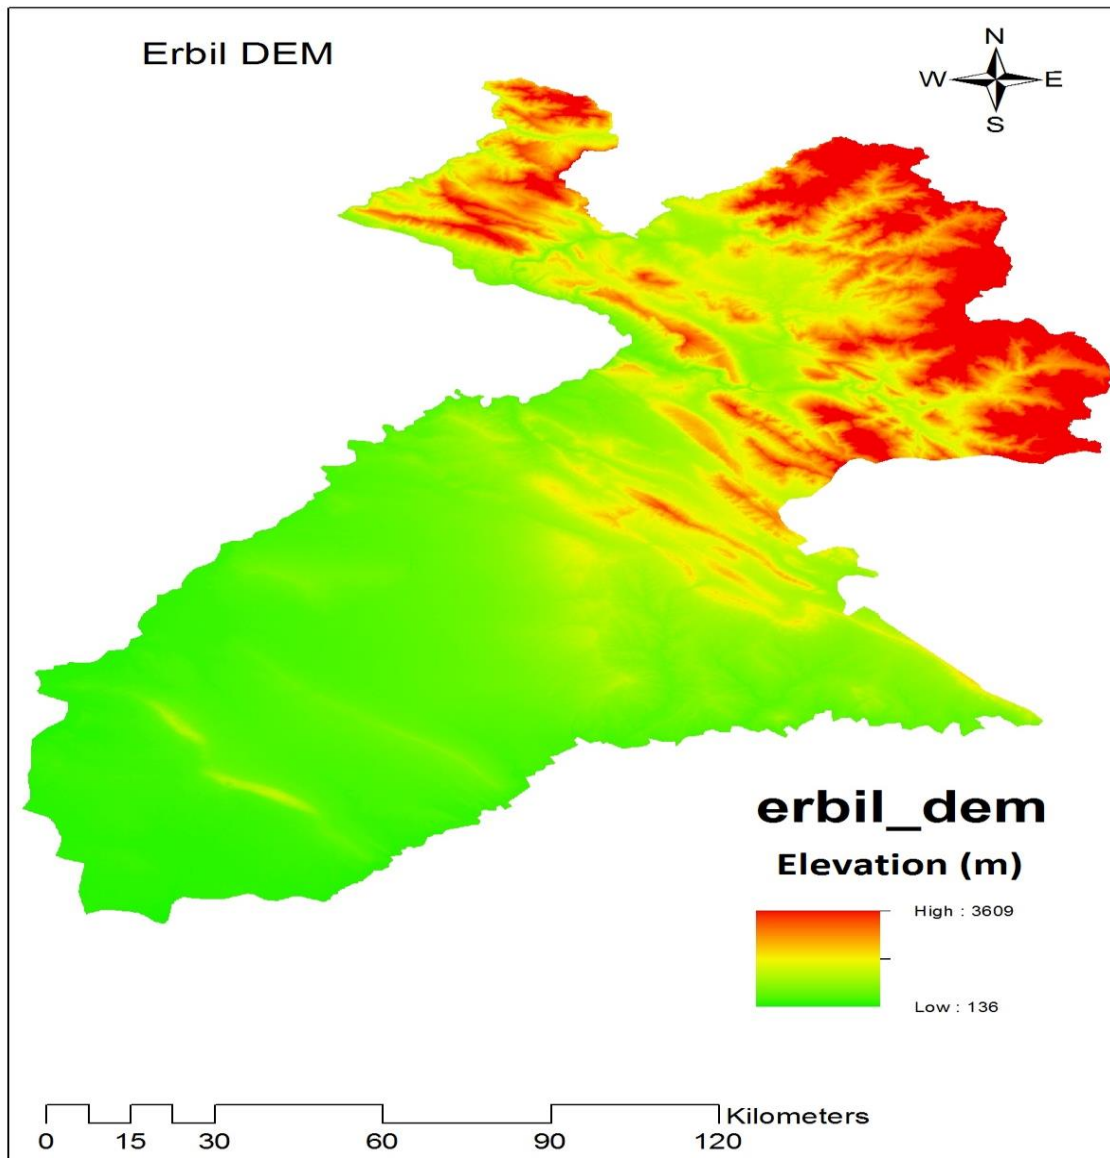 Erbil DEM
N
W E
S
erbil_dem
Elevation (m)
High : 3609
Low : 136
Kilometers
0 15 30 60 90 120